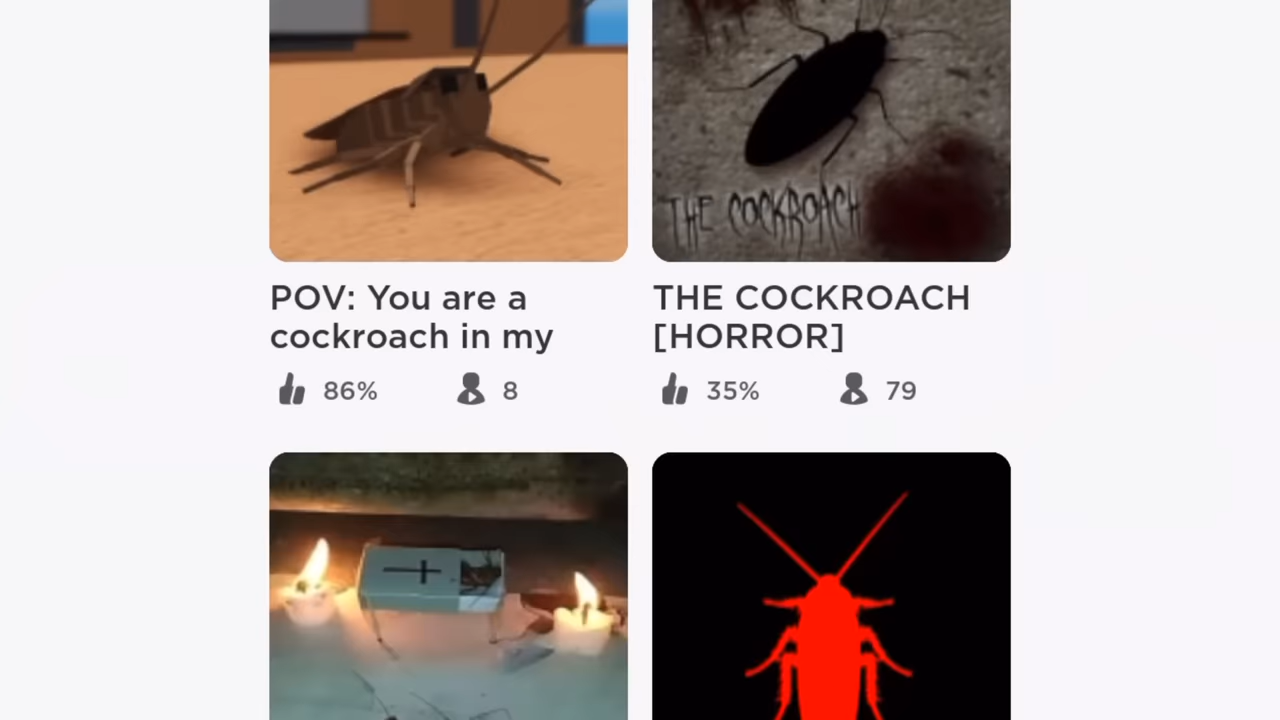 THE COCKROACH
POV: You are a
cockroach in my
86% 8
THE COCKROACH
[HORROR]
35% 79